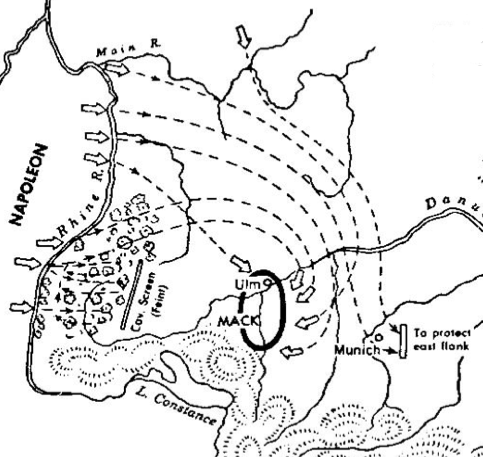 Main R.
NAPOLEON
Rhine R.
Danu
Cav. Screen
(Feint)
Ulm
MACK
Munich
To protect
east flank
L. Constance